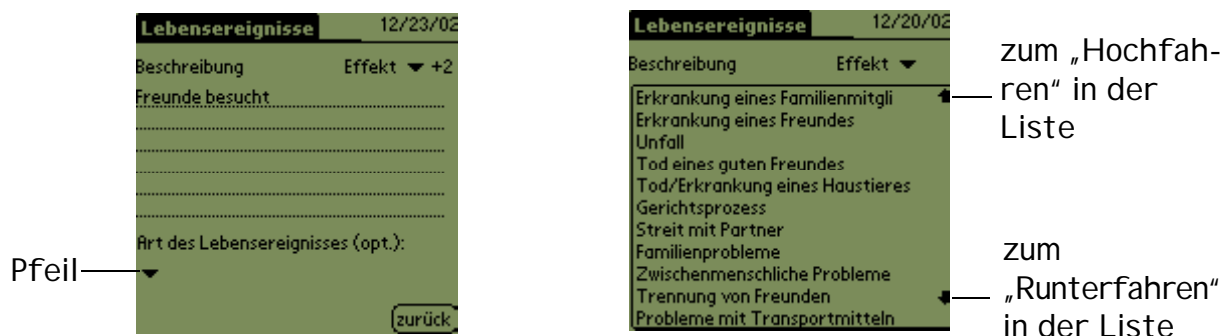 Lebensereignisse 12/23/02
Beschreibung Effekt +2
Freunde besucht
Art des Lebensereignisses (opt.):
Pfeil
zurück
Lebensereignisse 12/20/02
Beschreibung Effekt
Erkrankung eines Familienmitgli
Erkrankung eines Freundes
Unfall
Tod eines guten Freundes
Tod/Erkrankung eines Haustieres
Gerichtsprozess
Streit mit Partner
Familienprobleme
Zwischenmenschliche Probleme
Trennung von Freunden
Probleme mit Transportmitteln
zum „Hochfah-
ren“ in der
Liste
zum
„Runterfahren“
in der Liste